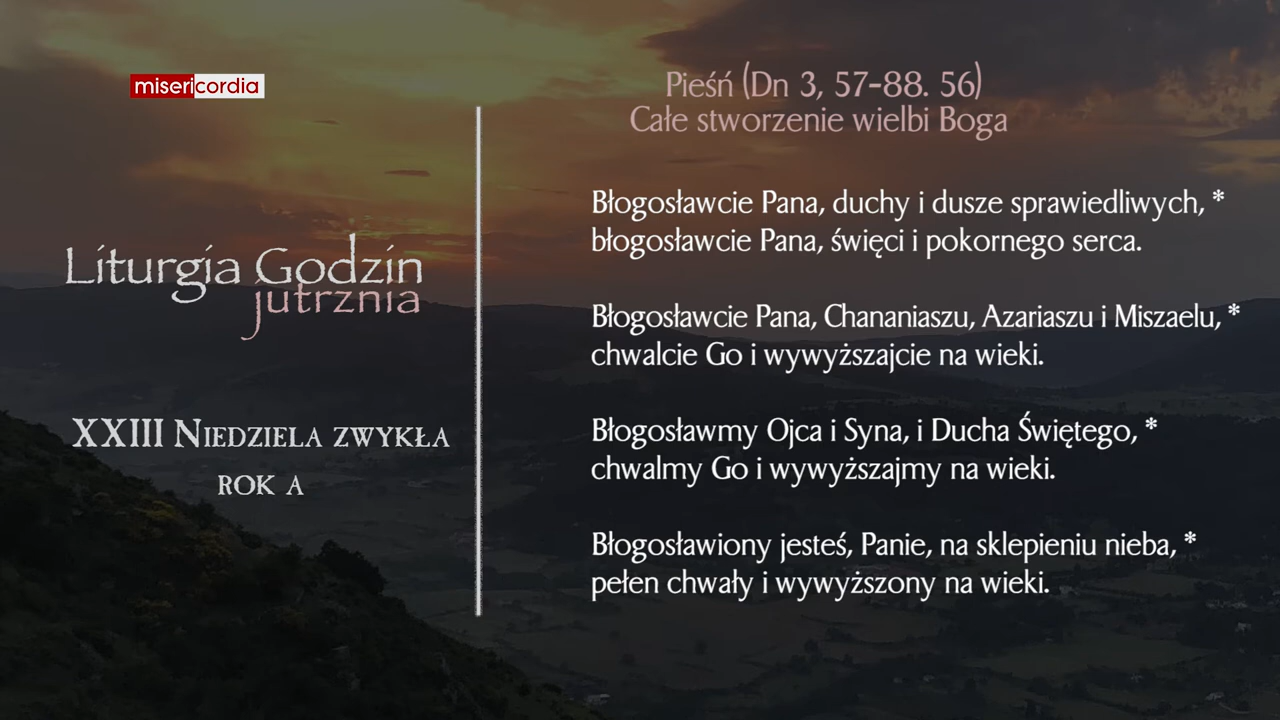 misericordia
Liturgia Godzin
jutrznia
XXIII Niedziela zwykła
rok A
Pieśń (Dn 3, 57-88. 56)
Całe stworzenie wielbi Boga
Błogosławcie Pana, duchy i dusze sprawiedliwych, *
błogosławcie Pana, święci i pokornego serca.
Błogosławcie Pana, Chananiaszu, Azariaszu i Miszaelu, *
chwalcie Go i wywyższajcie na wieki.
Błogosławmy Ojca i Syna, i Ducha Świętego, *
chwalmy Go i wywyższajmy na wieki.
Błogosławiony jesteś, Panie, na sklepieniu nieba, *
pełen chwały i wywyższony na wieki.